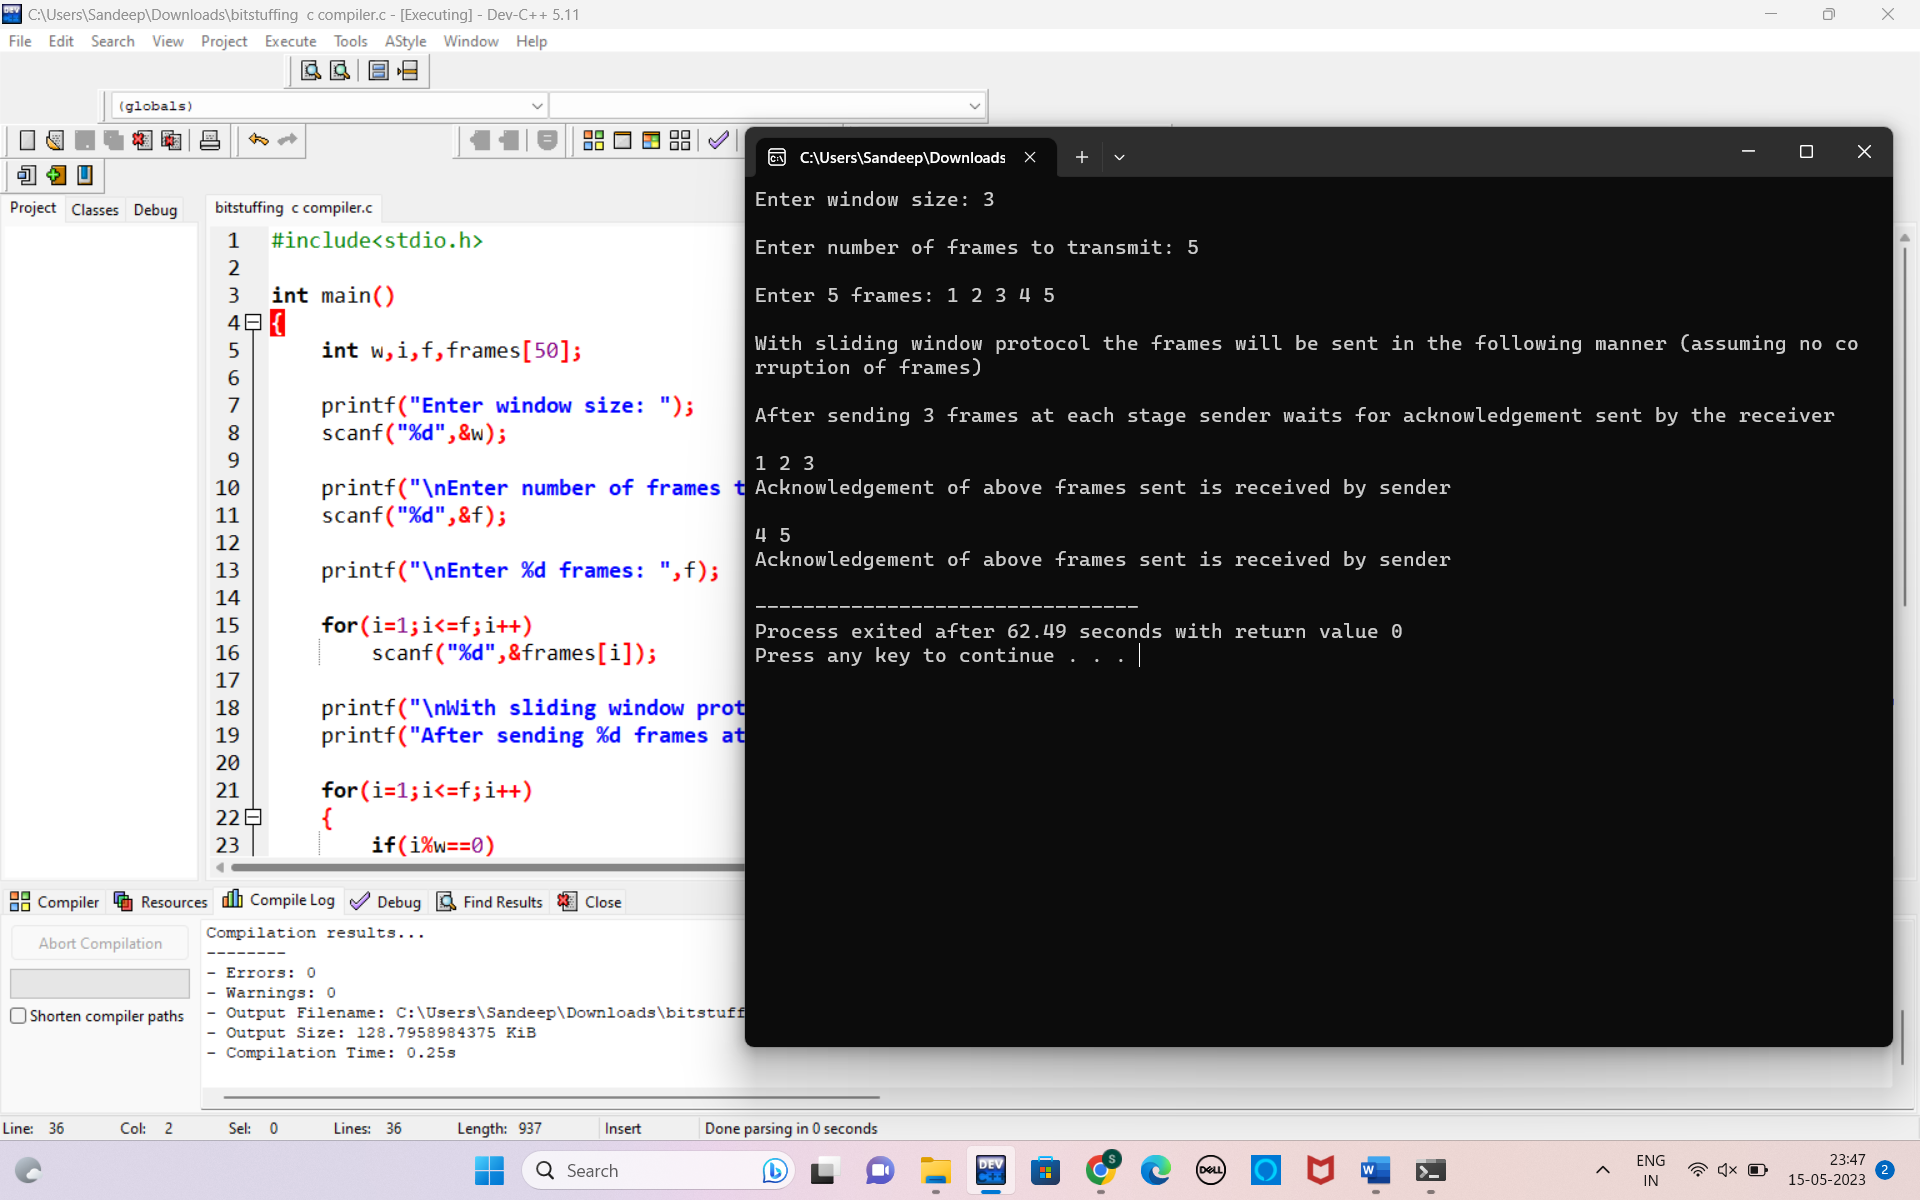 C:\Users\Sandeep\Downloads\bitstuffing  c compiler.c - [Executing] - Dev-C++ 5.11
File Edit Search View Project Execute Tools AStyle Window Help
(globals)
Project Classes Debug
bitstuffing  c compiler.c
1 #include<stdio.h>
2
3 int main()
4 {
5 int w,i,f,frames[50];
6
7 printf("Enter window size: ");
8 scanf("%d",&w);
9
10 printf("\nEnter number of frames t
11 scanf("%d",&f);
12
13 printf("\nEnter %d frames: ",f);
14
15 for(i=1;i<=f;i++)
16 scanf("%d",&frames[i]);
17
18 printf("\nWith sliding window prot
19 printf("After sending %d frames at
20
21 for(i=1;i<=f;i++)
22 {
23 if(i%w==0)
C:\Users\Sandeep\Downloads
Enter window size: 3
Enter number of frames to transmit: 5
Enter 5 frames: 1 2 3 4 5
With sliding window protocol the frames will be sent in the following manner (assuming no co
rruption of frames)
After sending 3 frames at each stage sender waits for acknowledgement sent by the receiver
1 2 3
Acknowledgement of above frames sent is received by sender
4 5
Acknowledgement of above frames sent is received by sender
--------------------------------
Process exited after 62.49 seconds with return value 0
Press any key to continue . . .
Compiler Resources Compile Log Debug Find Results Close
Abort Compilation
Shorten compiler paths
Compilation results...
--------
- Errors: 0
- Warnings: 0
- Output Filename: C:\Users\Sandeep\Downloads\bitstuff
- Output Size: 128.7958984375 KiB
- Compilation Time: 0.25s
Line: 36 Col: 2 Sel: 0 Lines: 36 Length: 937 Insert Done parsing in 0 seconds
Search
DEV
C++
S
DELL
W
ENG
IN
23:47
15-05-2023
2